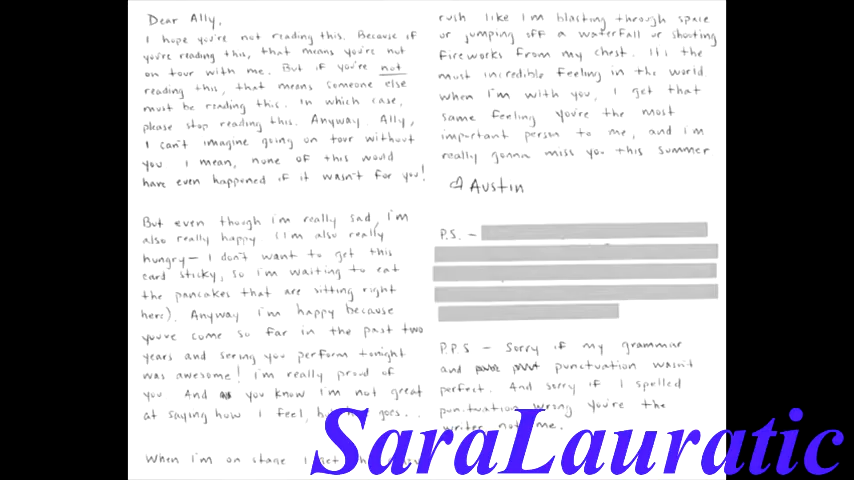 Dear Ally,
I hope you're not reading this. Because if
you're reading this, that means you're not
on tour with me. But if you're not
reading this, that means someone else
must be reading this. In which case,
please stop reading this. Anyway. Ally,
I can't imagine going on tour without
you I mean, none of this would
have even happened if it wasn't for you!
But even though i'm really sad, i'm
also really happy (I'm also really
hungry — I don't want to get this
card sticky, so i'm waiting to eat
the pancakes that are sitting right
here). Anyway i'm happy because
you've come so far in the past two
years and seeing you perform tonight
was awesome! i'm really proud of
you And you know i'm not great
at saying how I feel, goes..
When i'm on stage I get
rush like i'm blasting through space
or jumping off a waterfall or shooting
fireworks from my chest. It's the
most incredible feeling in the world
when I'm with you, I get that
same feeling you're the most
important person to me, and i'm
really gonna miss you this summer
♡ Austin
P.S. —
P.P.S — Sorry if my grammar
and punctuation wasn't
perfect. And sorry if I spelled
puntuation wrong you're the
writer not me.
SaraLauratic